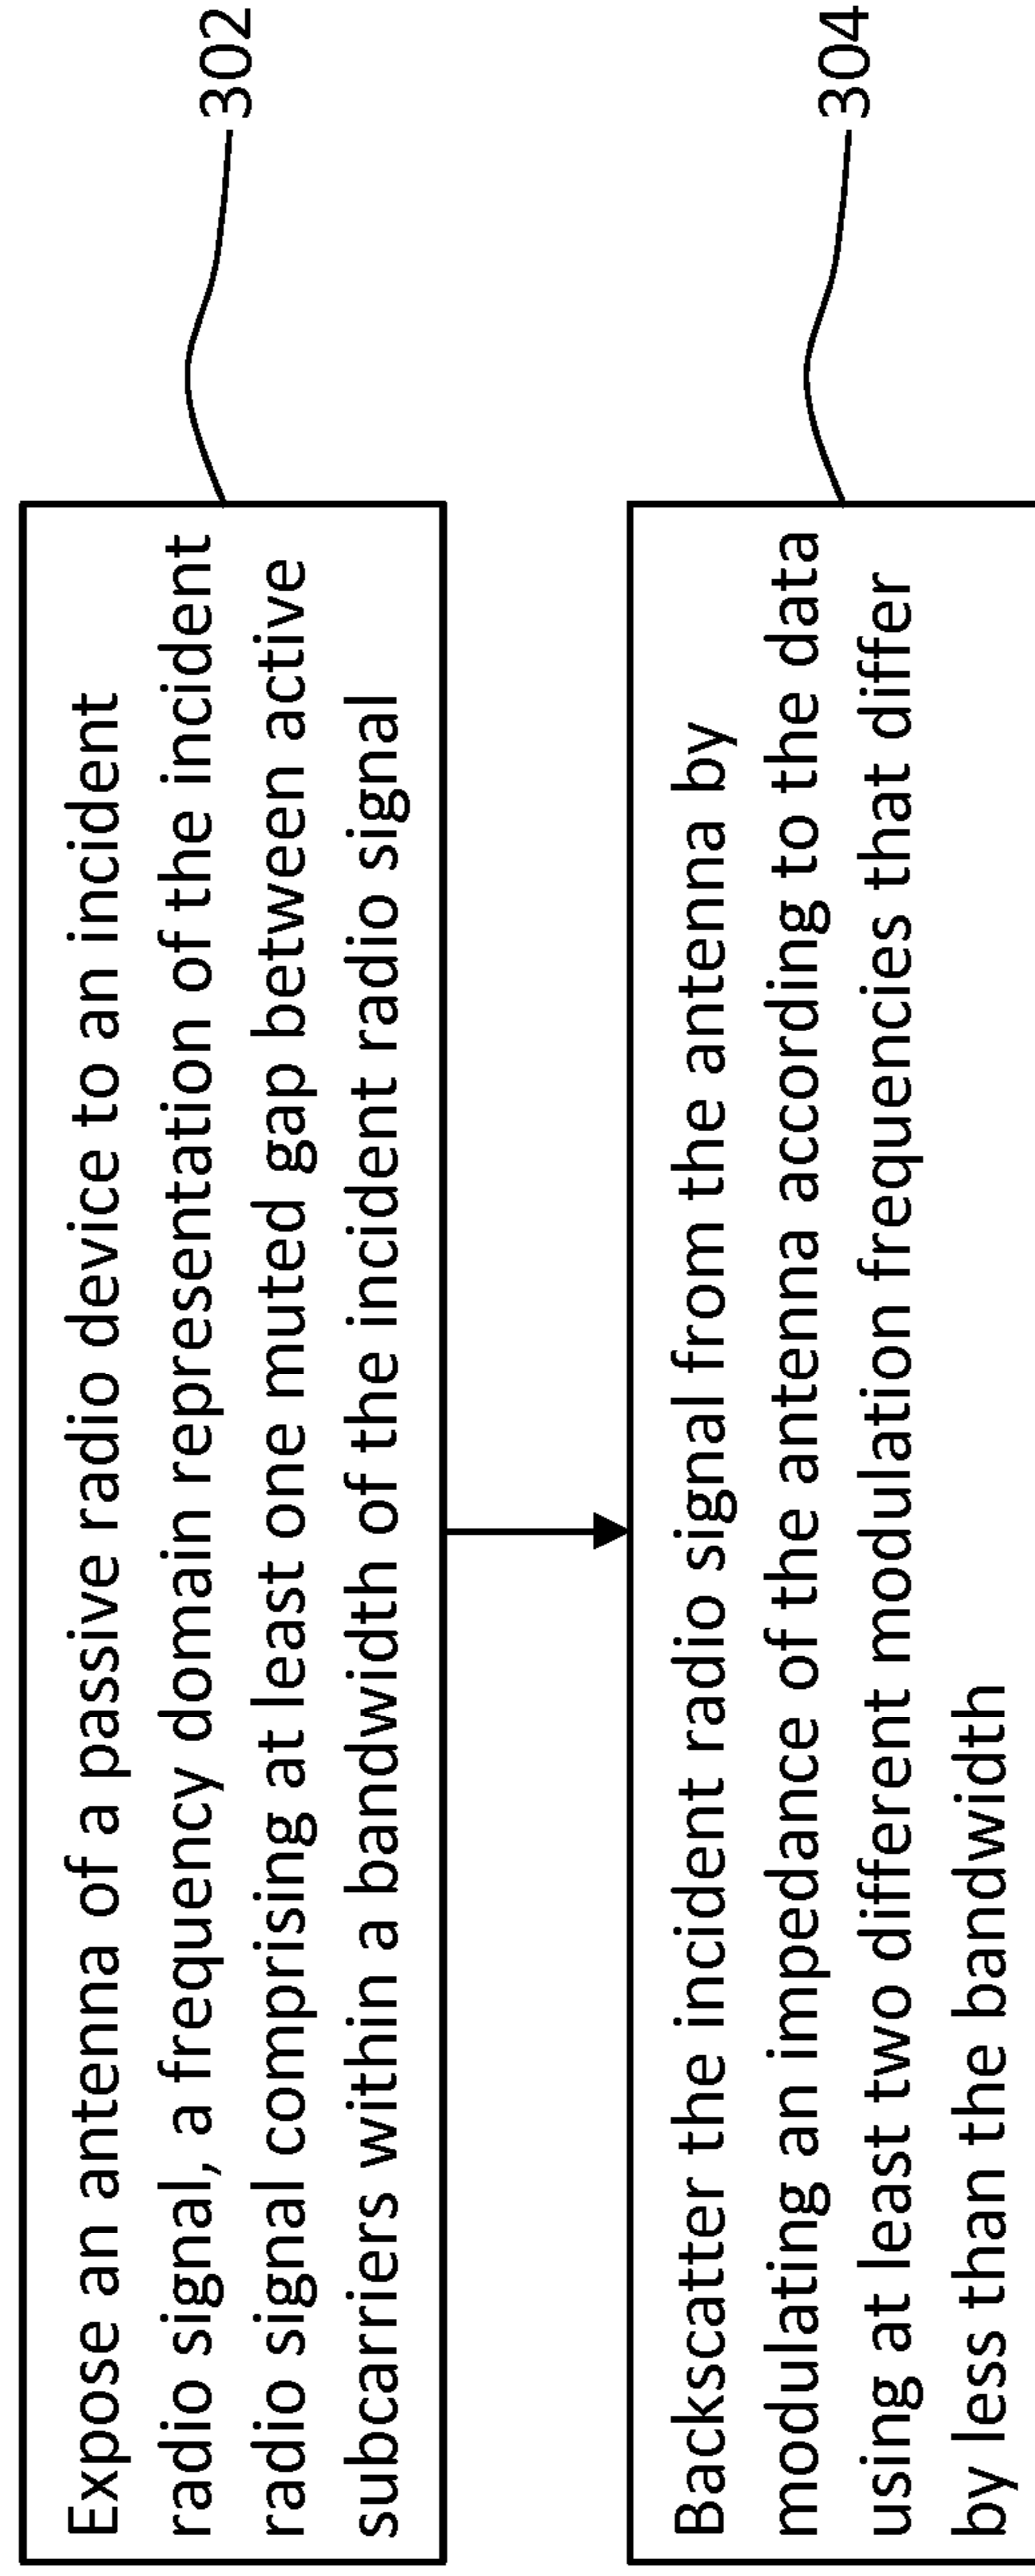 Expose an antenna of a passive radio device to an incident
radio signal, a frequency domain representation of the incident
radio signal comprising at least one muted gap between active
subcarriers within a bandwidth of the incident radio signal
302
Backscatter the incident radio signal from the antenna by
modulating an impedance of the antenna according to the data
using at least two different modulation frequencies that differ
by less than the bandwidth
304